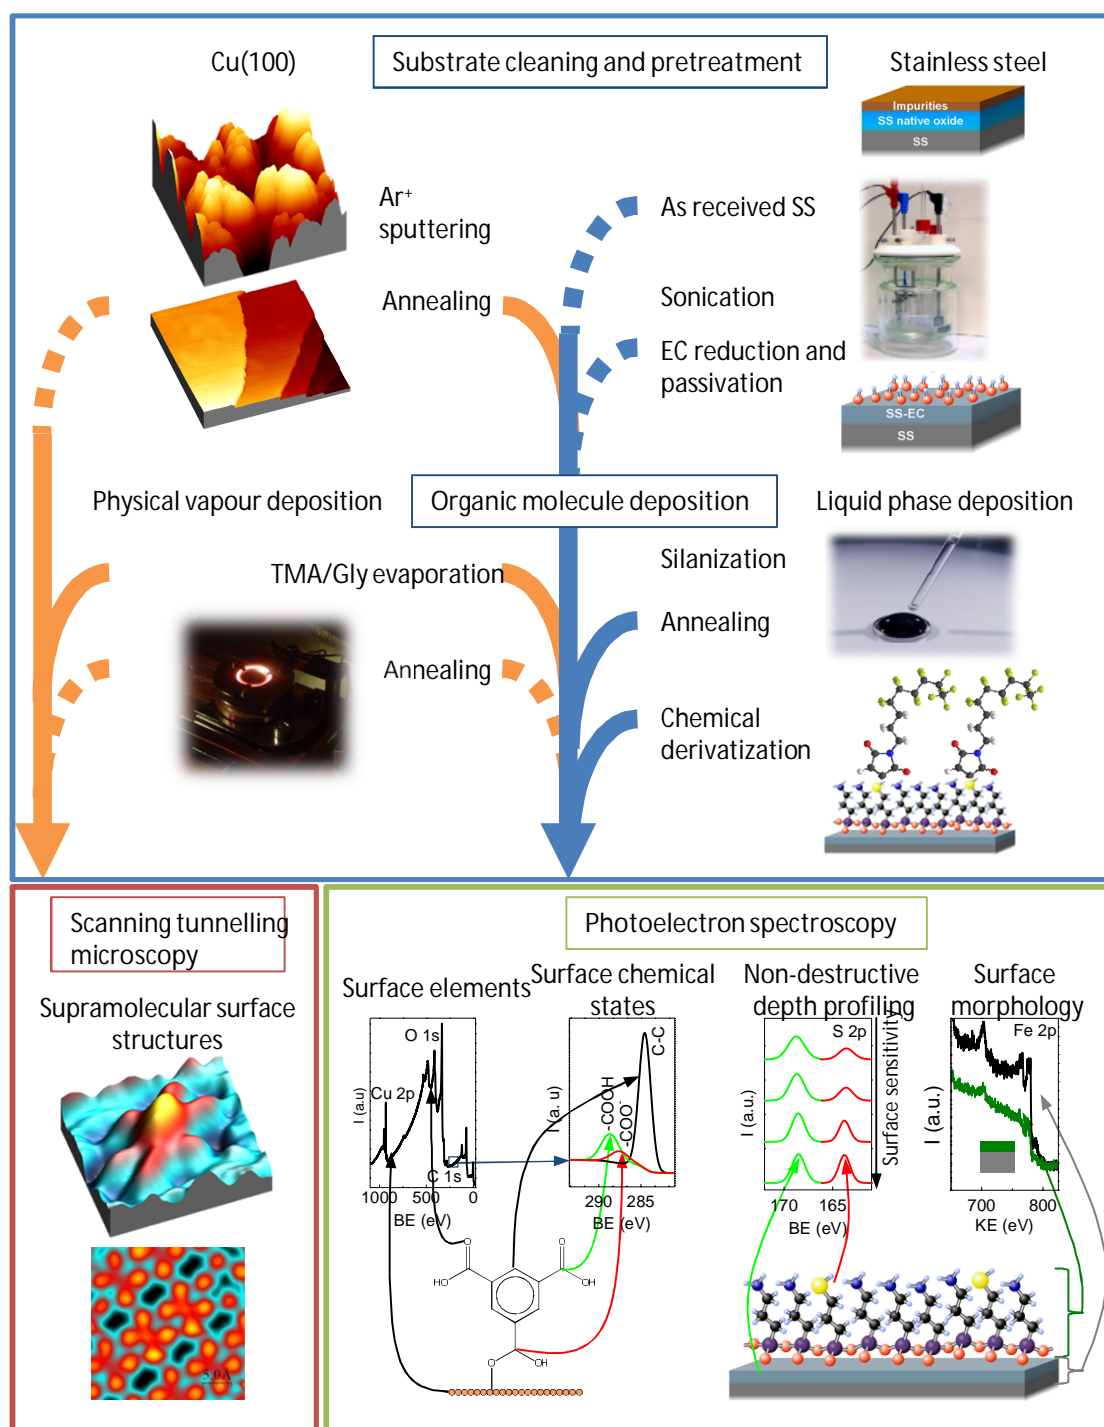 Cu(100)
Substrate cleaning and pretreatment
Stainless steel
Impurities
SS native oxide
SS
Ar⁺
sputtering
As received SS
Annealing
Sonication
EC reduction and
passivation
SS-EC
SS
Physical vapour deposition
Organic molecule deposition
Liquid phase deposition
TMA/Gly evaporation
Silanization
Annealing
Annealing
Chemical
derivatization
Scanning tunnelling
microscopy
Supramolecular surface
structures
5.0Å
Photoelectron spectroscopy
Surface elements
O 1s
Cu 2p
C 1s
I (a.u)
1000 500 0
BE (eV)
Surface chemical
states
C-C
-COOH
-COO⁻
I (a. u)
290 285
BE (eV)
Non-destructive
depth profiling
S 2p
I (a.u.)
170 165
BE (eV)
Surface sensitivity
Surface
morphology
Fe 2p
I (a.u.)
700 800
KE (eV)
O
O
HO
OH
OH
O